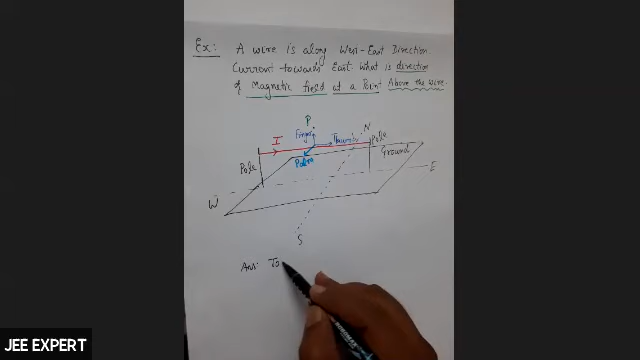 Ex: A wire is along West-East Direction
Current towards East. What is direction
of Magnetic field at a Point Above the wire.
P
N
I
Fingers
Thumb
Pole
Palm
Ground
Pole
E
W
S
Ans: To
JEE EXPERT